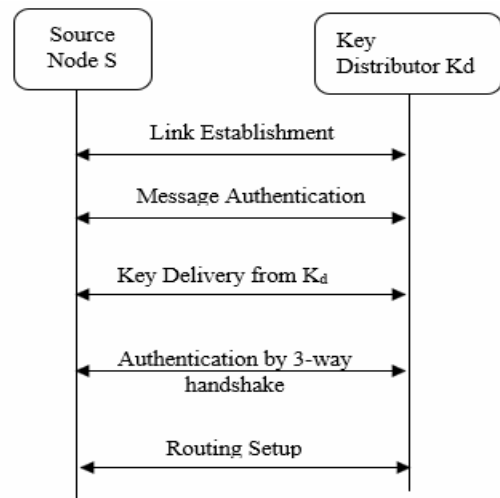 Source
Node S
Key
Distributor Kd
Link Establishment
Message Authentication
Key Delivery from Kd
Authentication by 3-way
handshake
Routing Setup